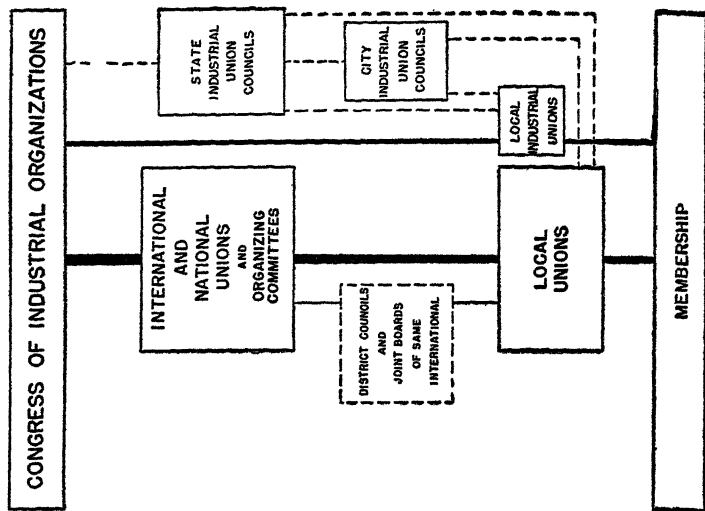 CONGRESS OF INDUSTRIAL ORGANIZATIONS
STATE
INDUSTRIAL
UNION
COUNCILS
CITY
INDUSTRIAL
UNION
COUNCILS
LOCAL
INDUSTRIAL
UNIONS
INTERNATIONAL
AND
NATIONAL
UNIONS
AND
ORGANIZING
COMMITTEES
DISTRICT COUNCILS
AND
JOINT BOARDS
OF SAME
INTERNATIONAL
LOCAL
UNIONS
MEMBERSHIP